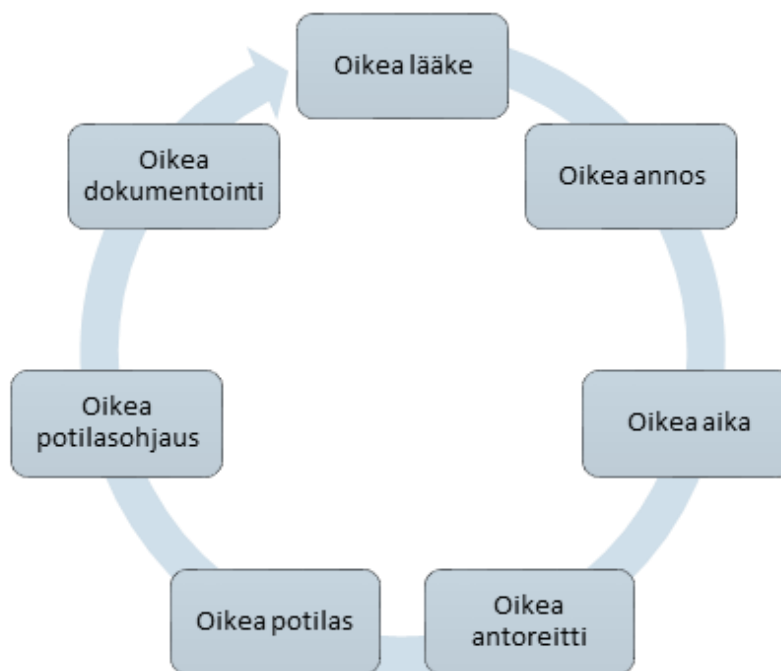 Oikea lääke
Oikea annos
Oikea aika
Oikea
antoreitti
Oikea potilas
Oikea
potilasohjaus
Oikea
dokumentointi